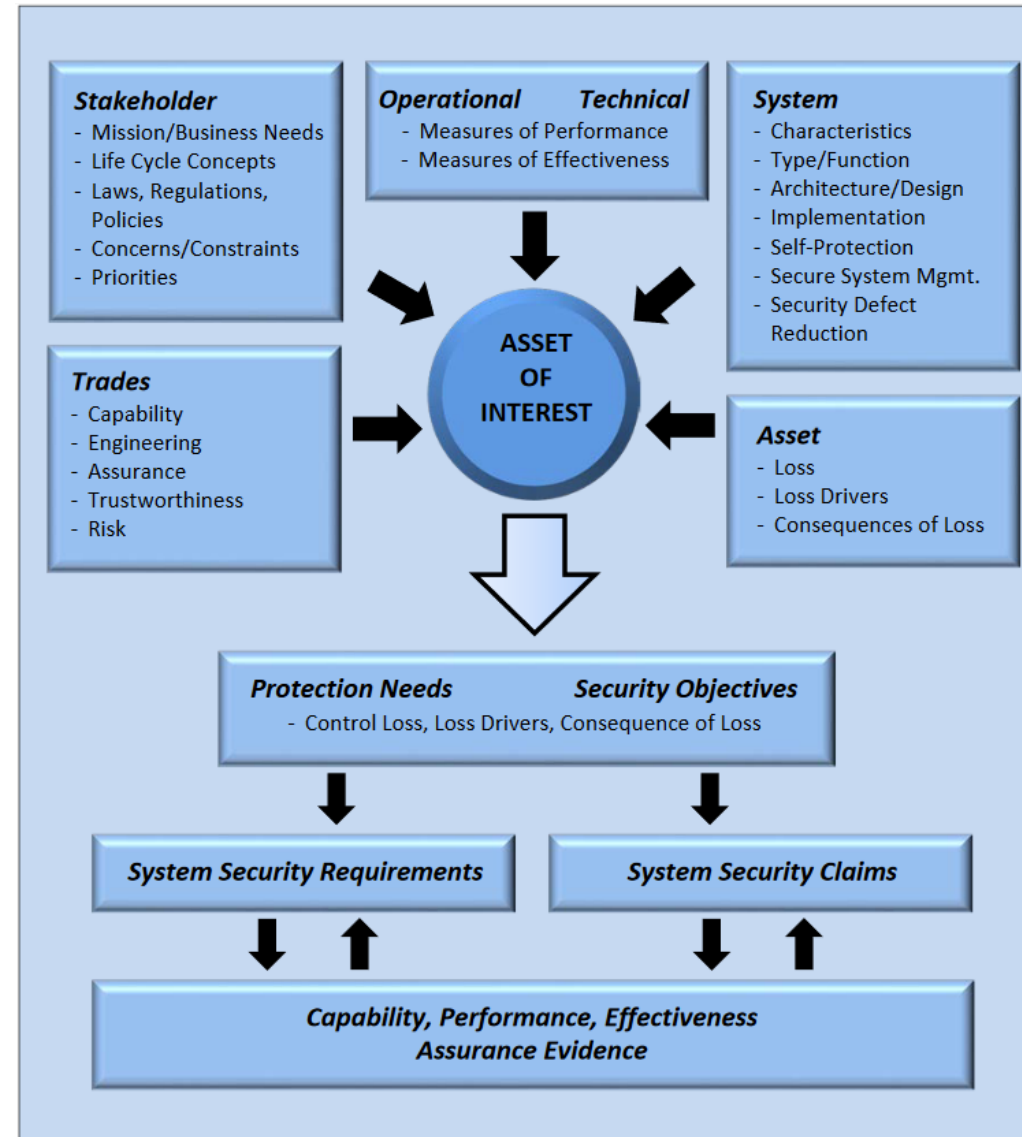 Stakeholder
- Mission/Business Needs
- Life Cycle Concepts
- Laws, Regulations,
Policies
- Concerns/Constraints
- Priorities
Operational Technical
- Measures of Performance
- Measures of Effectiveness
System
- Characteristics
- Type/Function
- Architecture/Design
- Implementation
- Self-Protection
- Secure System Mgmt.
- Security Defect
Reduction
Trades
- Capability
- Engineering
- Assurance
- Trustworthiness
- Risk
ASSET
OF
INTEREST
Asset
- Loss
- Loss Drivers
- Consequences of Loss
Protection Needs Security Objectives
- Control Loss, Loss Drivers, Consequence of Loss
System Security Requirements
System Security Claims
Capability, Performance, Effectiveness
Assurance Evidence